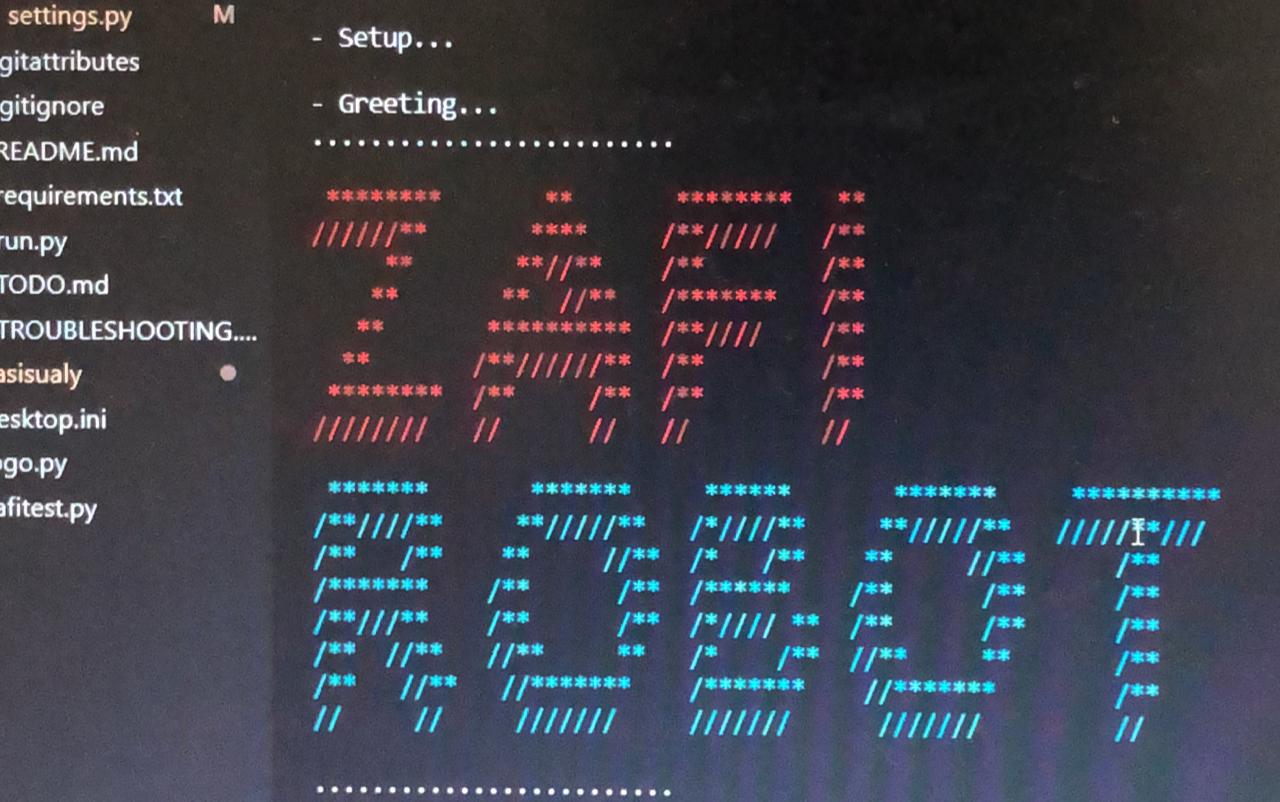 settings.py M
gitattributes
gitignore
README.md
requirements.txt
run.py
TODO.md
TROUBLESHOOTING....
asisualy
esktop.ini
ogo.py
afitest.py
- Setup...
- Greeting...
.........................
ZAFI
ROBOT
.........................